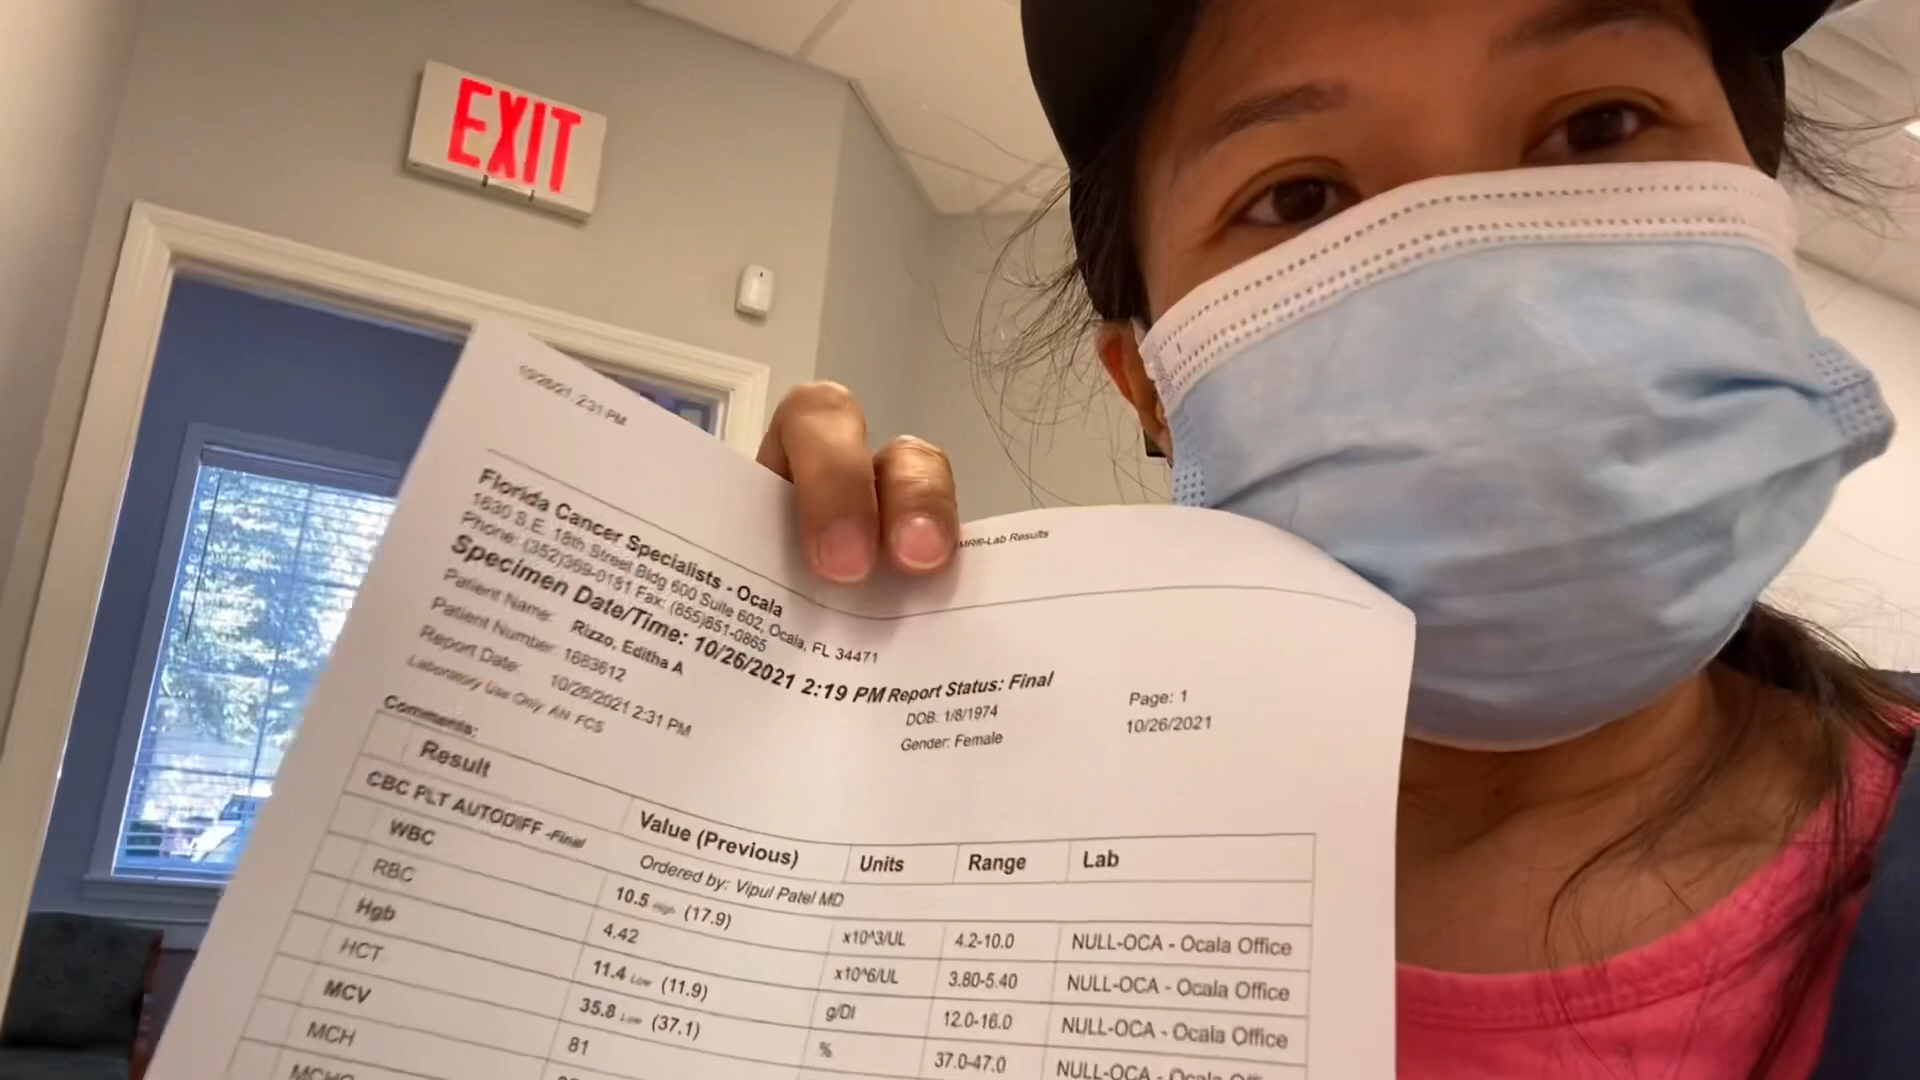 EXIT
10/26/21, 2:31 PM
MR®-Lab Results
Florida Cancer Specialists - Ocala
1630 S.E. 18th Street Bldg 600 Suite 602, Ocala, FL 34471
Phone: (352)369-0181 Fax: (855)851-0865
Specimen Date/Time: 10/26/2021 2:19 PM Report Status: Final
Patient Name: Rizzo, Editha A DOB: 1/8/1974 Page: 1
Patient Number: 1683612 Gender: Female 10/26/2021
Report Date: 10/26/2021 2:31 PM
Laboratory Use Only: AN FCS
Comments:
Result Value (Previous) Units Range Lab
CBC PLT AUTODIFF -Final Ordered by: Vipul Patel MD
WBC 10.5 High (17.9) x10^3/UL 4.2-10.0 NULL-OCA - Ocala Office
RBC 4.42 x10^6/UL 3.80-5.40 NULL-OCA - Ocala Office
Hgb 11.4 Low (11.9) g/Dl 12.0-16.0 NULL-OCA - Ocala Office
HCT 35.8 Low (37.1) % 37.0-47.0 NULL-OCA - Ocala Office
MCV 81
MCH
MCHC